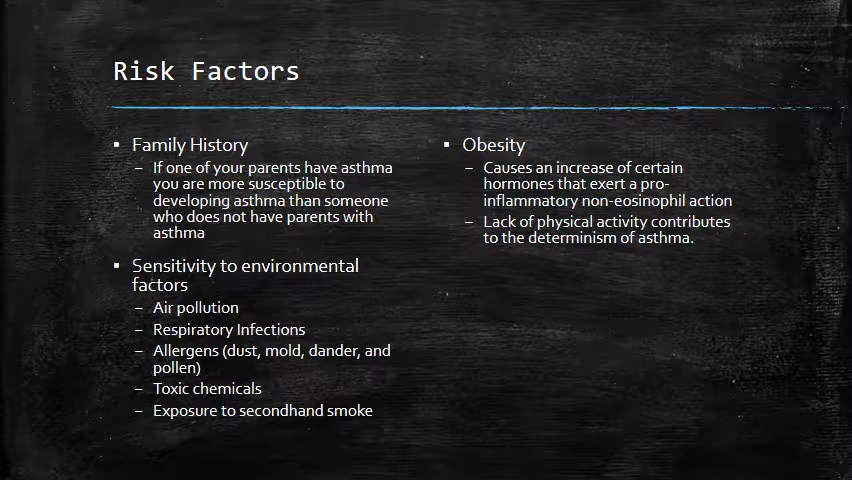 Risk Factors
▪ Family History
– If one of your parents have asthma
you are more susceptible to
developing asthma than someone
who does not have parents with
asthma
▪ Sensitivity to environmental
factors
– Air pollution
– Respiratory Infections
– Allergens (dust, mold, dander, and
pollen)
– Toxic chemicals
– Exposure to secondhand smoke
▪ Obesity
– Causes an increase of certain
hormones that exert a pro-
inflammatory non-eosinophil action
– Lack of physical activity contributes
to the determinism of asthma.